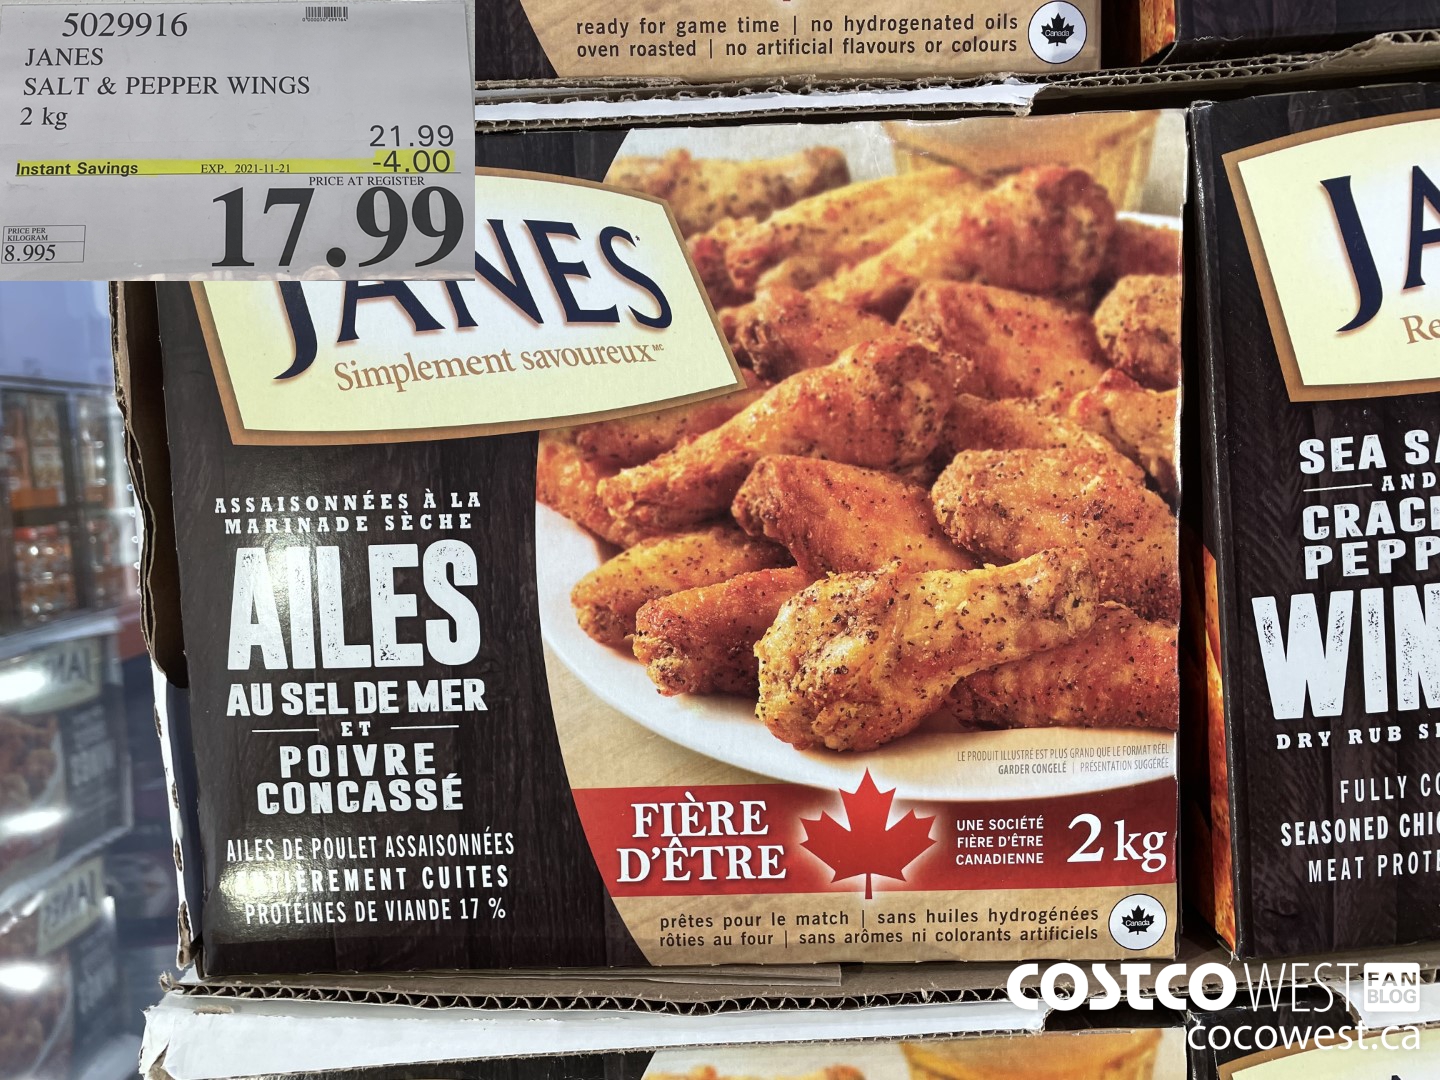 5029916
JANES
SALT & PEPPER WINGS
2 kg
21.99
Instant Savings EXP. 2021-11-21 -4.00
PRICE AT REGISTER
17.99
PRICE PER
KILOGRAM
8.995
ready for game time | no hydrogenated oils
oven roasted | no artificial flavours or colours
Canada
JANES
Simplement savoureux MC
ASSAISONNÉES À LA
MARINADE SÈCHE
AILES
AU SEL DE MER
ET
POIVRE
CONCASSÉ
AILES DE POULET ASSAISONNÉES
ENTIÈREMENT CUITES
PROTÉINES DE VIANDE 17 %
LE PRODUIT ILLUSTRÉ EST PLUS GRAND QUE LE FORMAT RÉEL
GARDER CONGELÉ | PRÉSENTATION SUGGÉRÉE
FIÈRE
D'ÊTRE
UNE SOCIÉTÉ
FIÈRE D'ÊTRE
CANADIENNE
2 kg
prêtes pour le match | sans huiles hydrogénées
rôties au four | sans arômes ni colorants artificiels
Canada
JA
Re
SEA SA
AND
CRAC
PEPP
WIN
DRY RUB S
FULLY CO
SEASONED CHIC
MEAT PROTE
COSTCO WEST FAN
BLOG
cocowest.ca